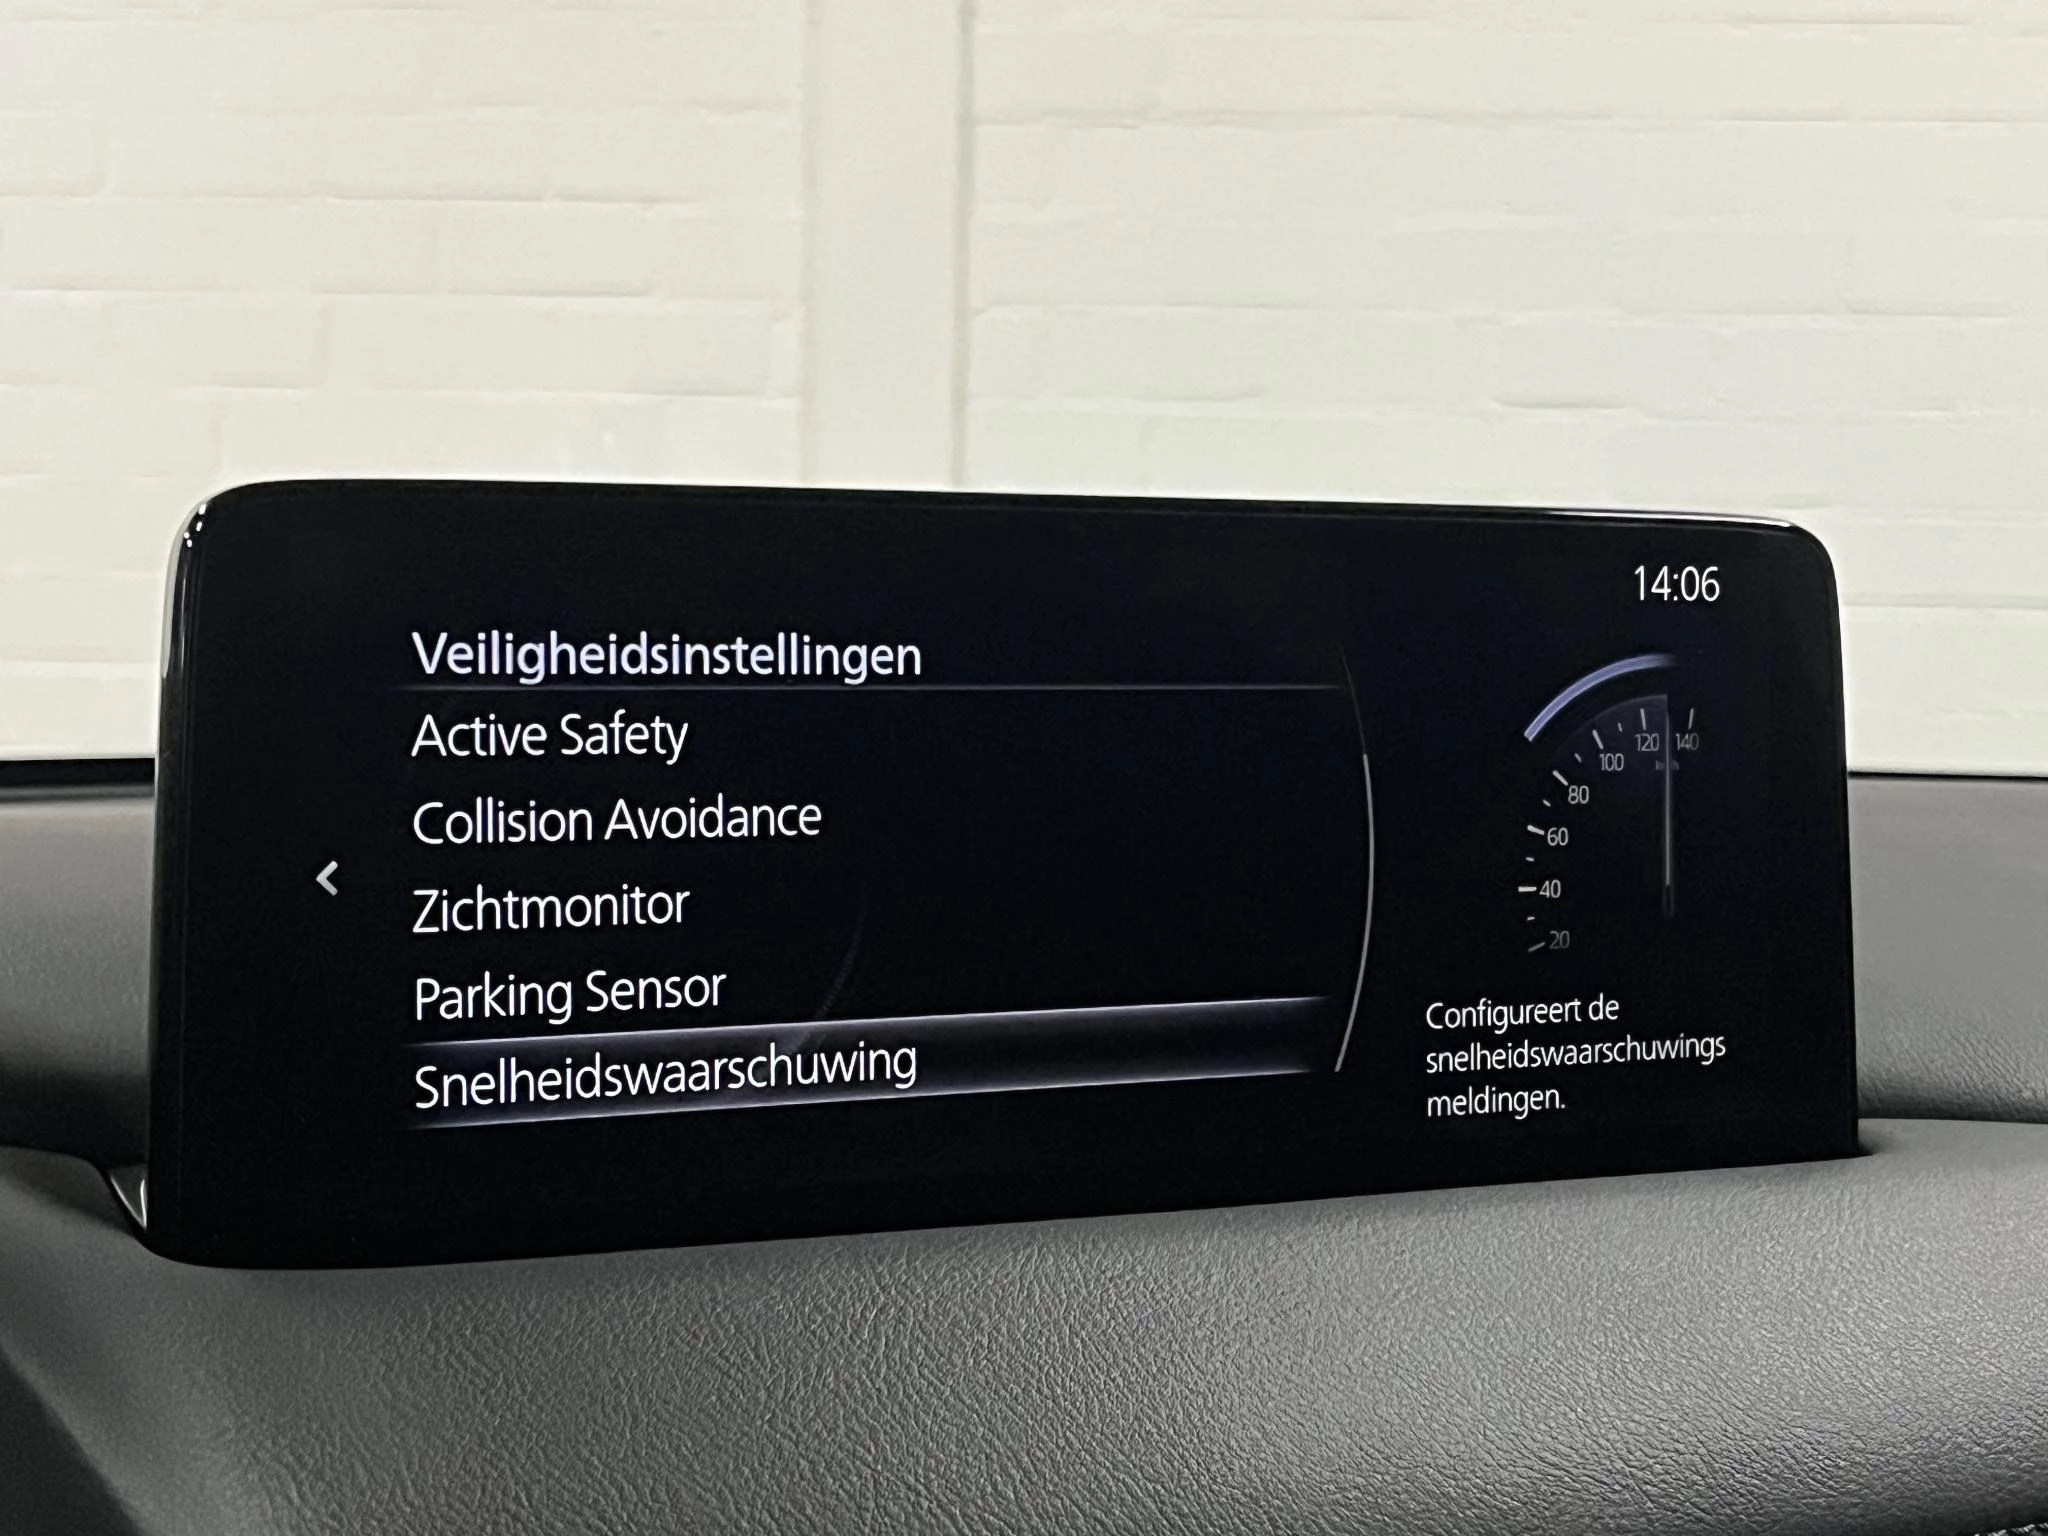 14:06
Veiligheidsinstellingen
Active Safety
Collision Avoidance
Zichtmonitor
Parking Sensor
Snelheidswaarschuwing
140
120
100
80
60
40
20
Configureert de
snelheidswaarschuwings
meldingen.